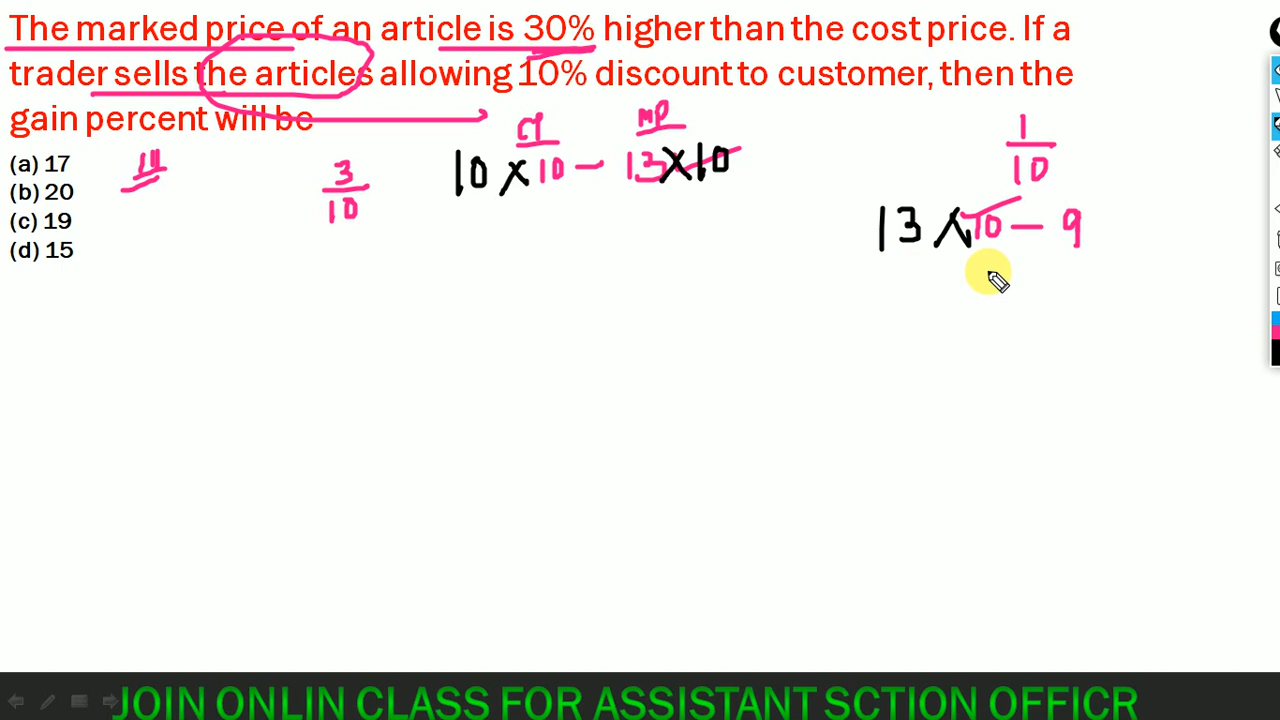 The marked price of an article is 30% higher than the cost price. If a
trader sells the articles allowing 10% discount to customer, then the
gain percent will be
CP MP
(a) 17
(b) 20
(c) 19
(d) 15
3
10
10 × 10 – 13 × 10
1
10
13 × 10 – 9
JOIN ONLIN CLASS FOR ASSISTANT SCTION OFFICR